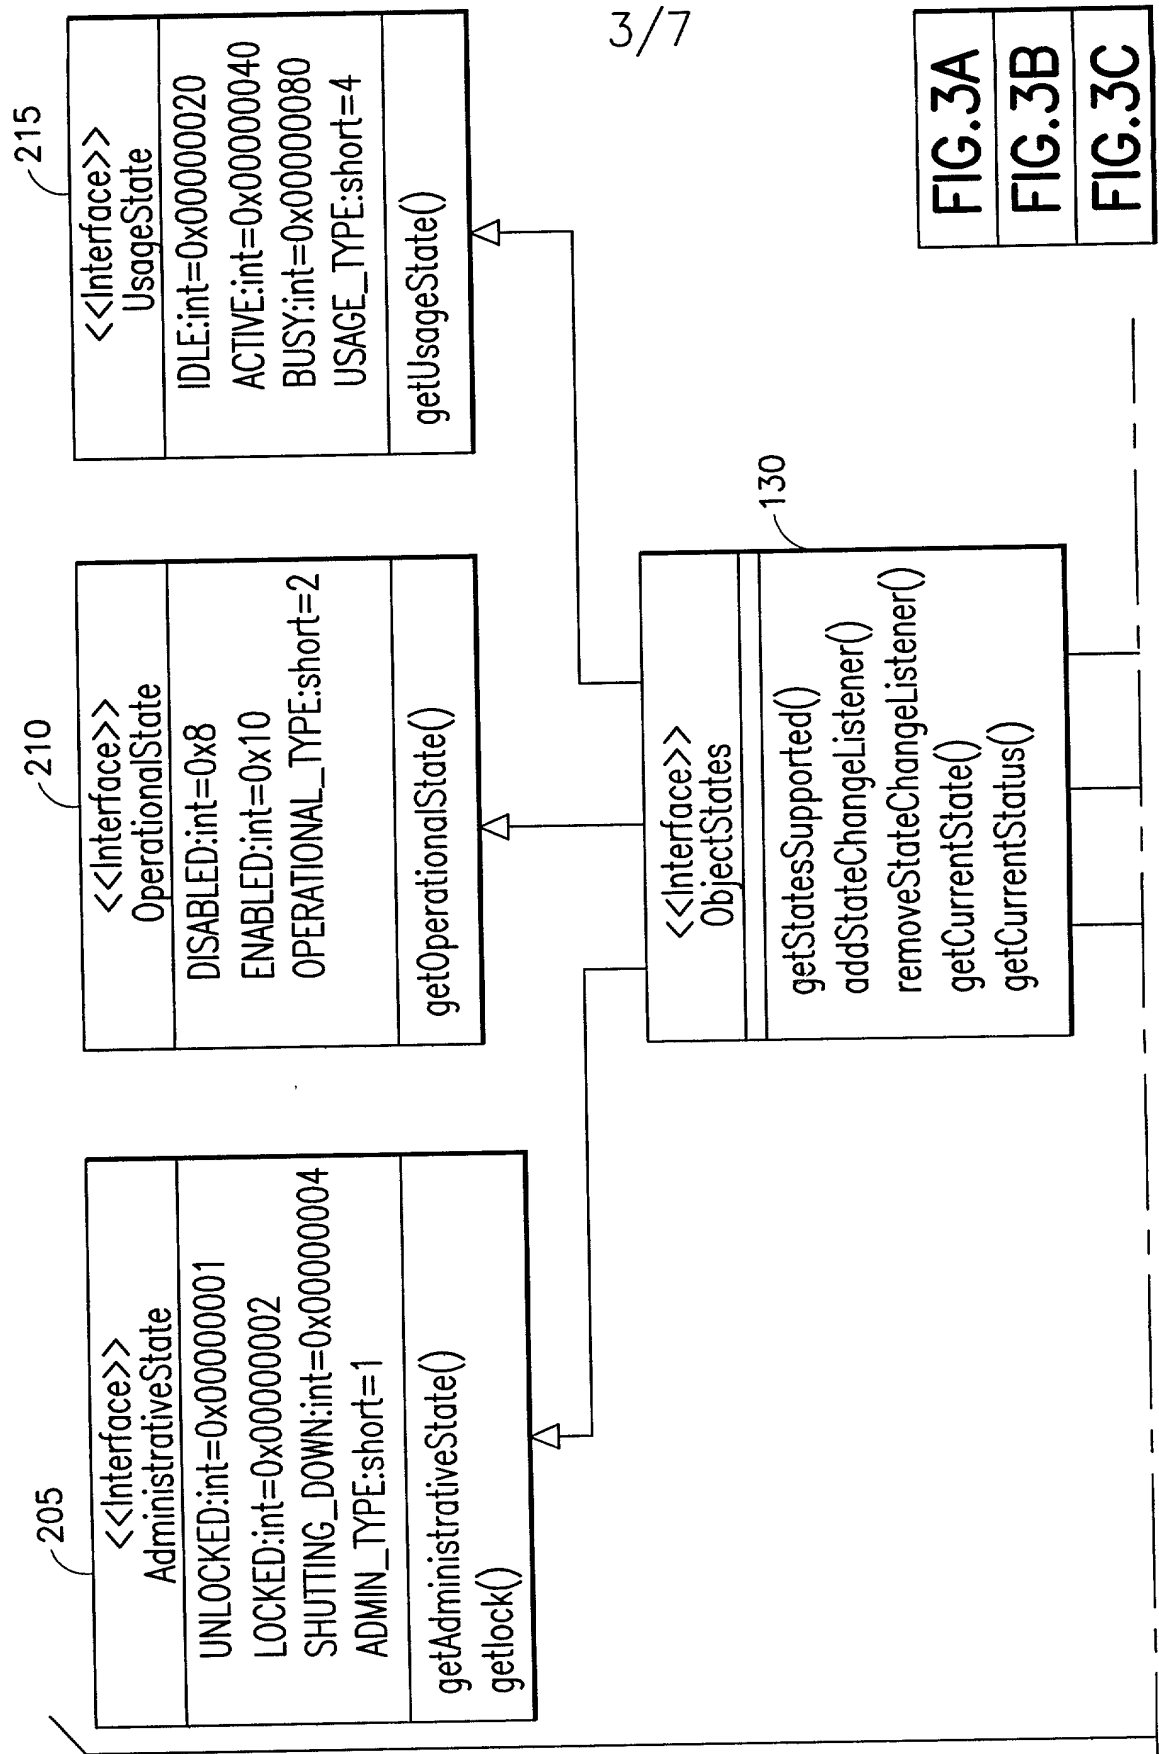 3/7
205
<<Interface>>
AdministrativeState
UNLOCKED:int=0x00000001
LOCKED:int=0x00000002
SHUTTING_DOWN:int=0x00000004
ADMIN_TYPE:short=1
getAdministrativeState()
getlock()
210
<<Interface>>
OperationalState
DISABLED:int=0x8
ENABLED:int=0x10
OPERATIONAL_TYPE:short=2
getOperationalState()
215
<<Interface>>
UsageState
IDLE:int=0x00000020
ACTIVE:int=0x00000040
BUSY:int=0x00000080
USAGE_TYPE:short=4
getUsageState()
130
<<Interface>>
ObjectStates
getStatesSupported()
addStateChangeListener()
removeStateChangeListener()
getCurrentState()
getCurrentStatus()
FIG.3A
FIG.3B
FIG.3C